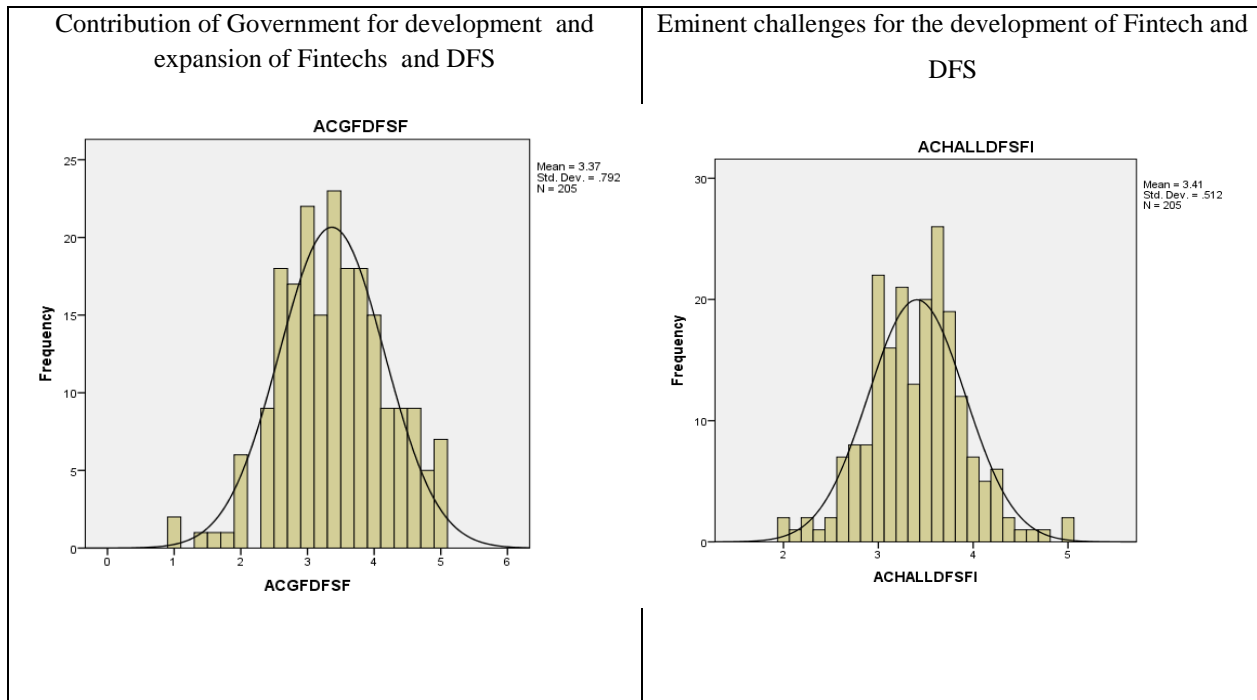 Contribution of Government for development and
expansion of Fintechs and DFS
ACGFDFSF
Mean = 3.37
Std. Dev. = .792
N = 205
25
20
15
10
5
0
Frequency
0 1 2 3 4 5 6
ACGFDFSF
Eminent challenges for the development of Fintech and
DFS
ACHALLDFSFI
Mean = 3.41
Std. Dev. = .512
N = 205
30
20
10
0
Frequency
2 3 4 5
ACHALLDFSFI